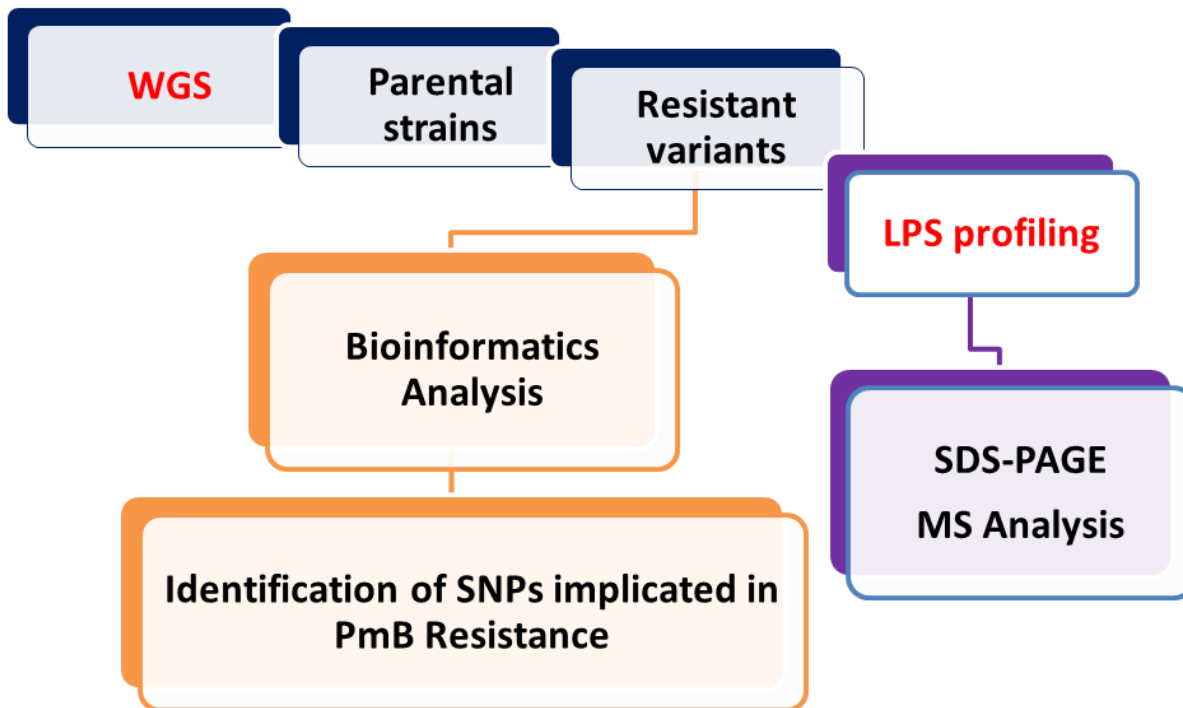 WGS
Parental
strains
Resistant
variants
LPS profiling
Bioinformatics
Analysis
SDS-PAGE
MS Analysis
Identification of SNPs implicated in
PmB Resistance